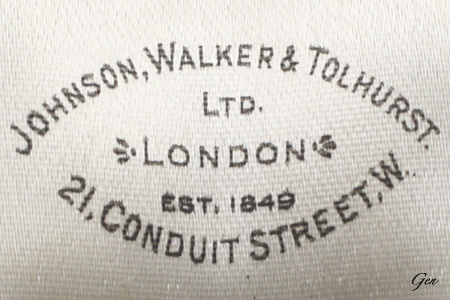 JOHNSON, WALKER & TOLHURST.
LTD.
LONDON
EST. 1849
21, CONDUIT STREET, W.
Gen